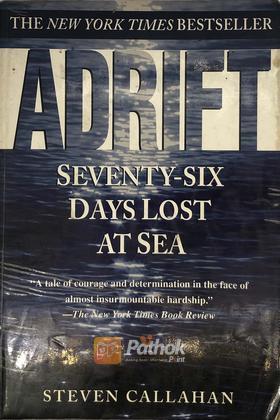 THE NEW YORK TIMES BESTSELLER
ADRIFT
SEVENTY-SIX
DAYS LOST
AT SEA
"A tale of courage and determination in the face of
almost insurmountable hardship."
—The New York Times Book Review
Pathok
Point
STEVEN CALLAHAN